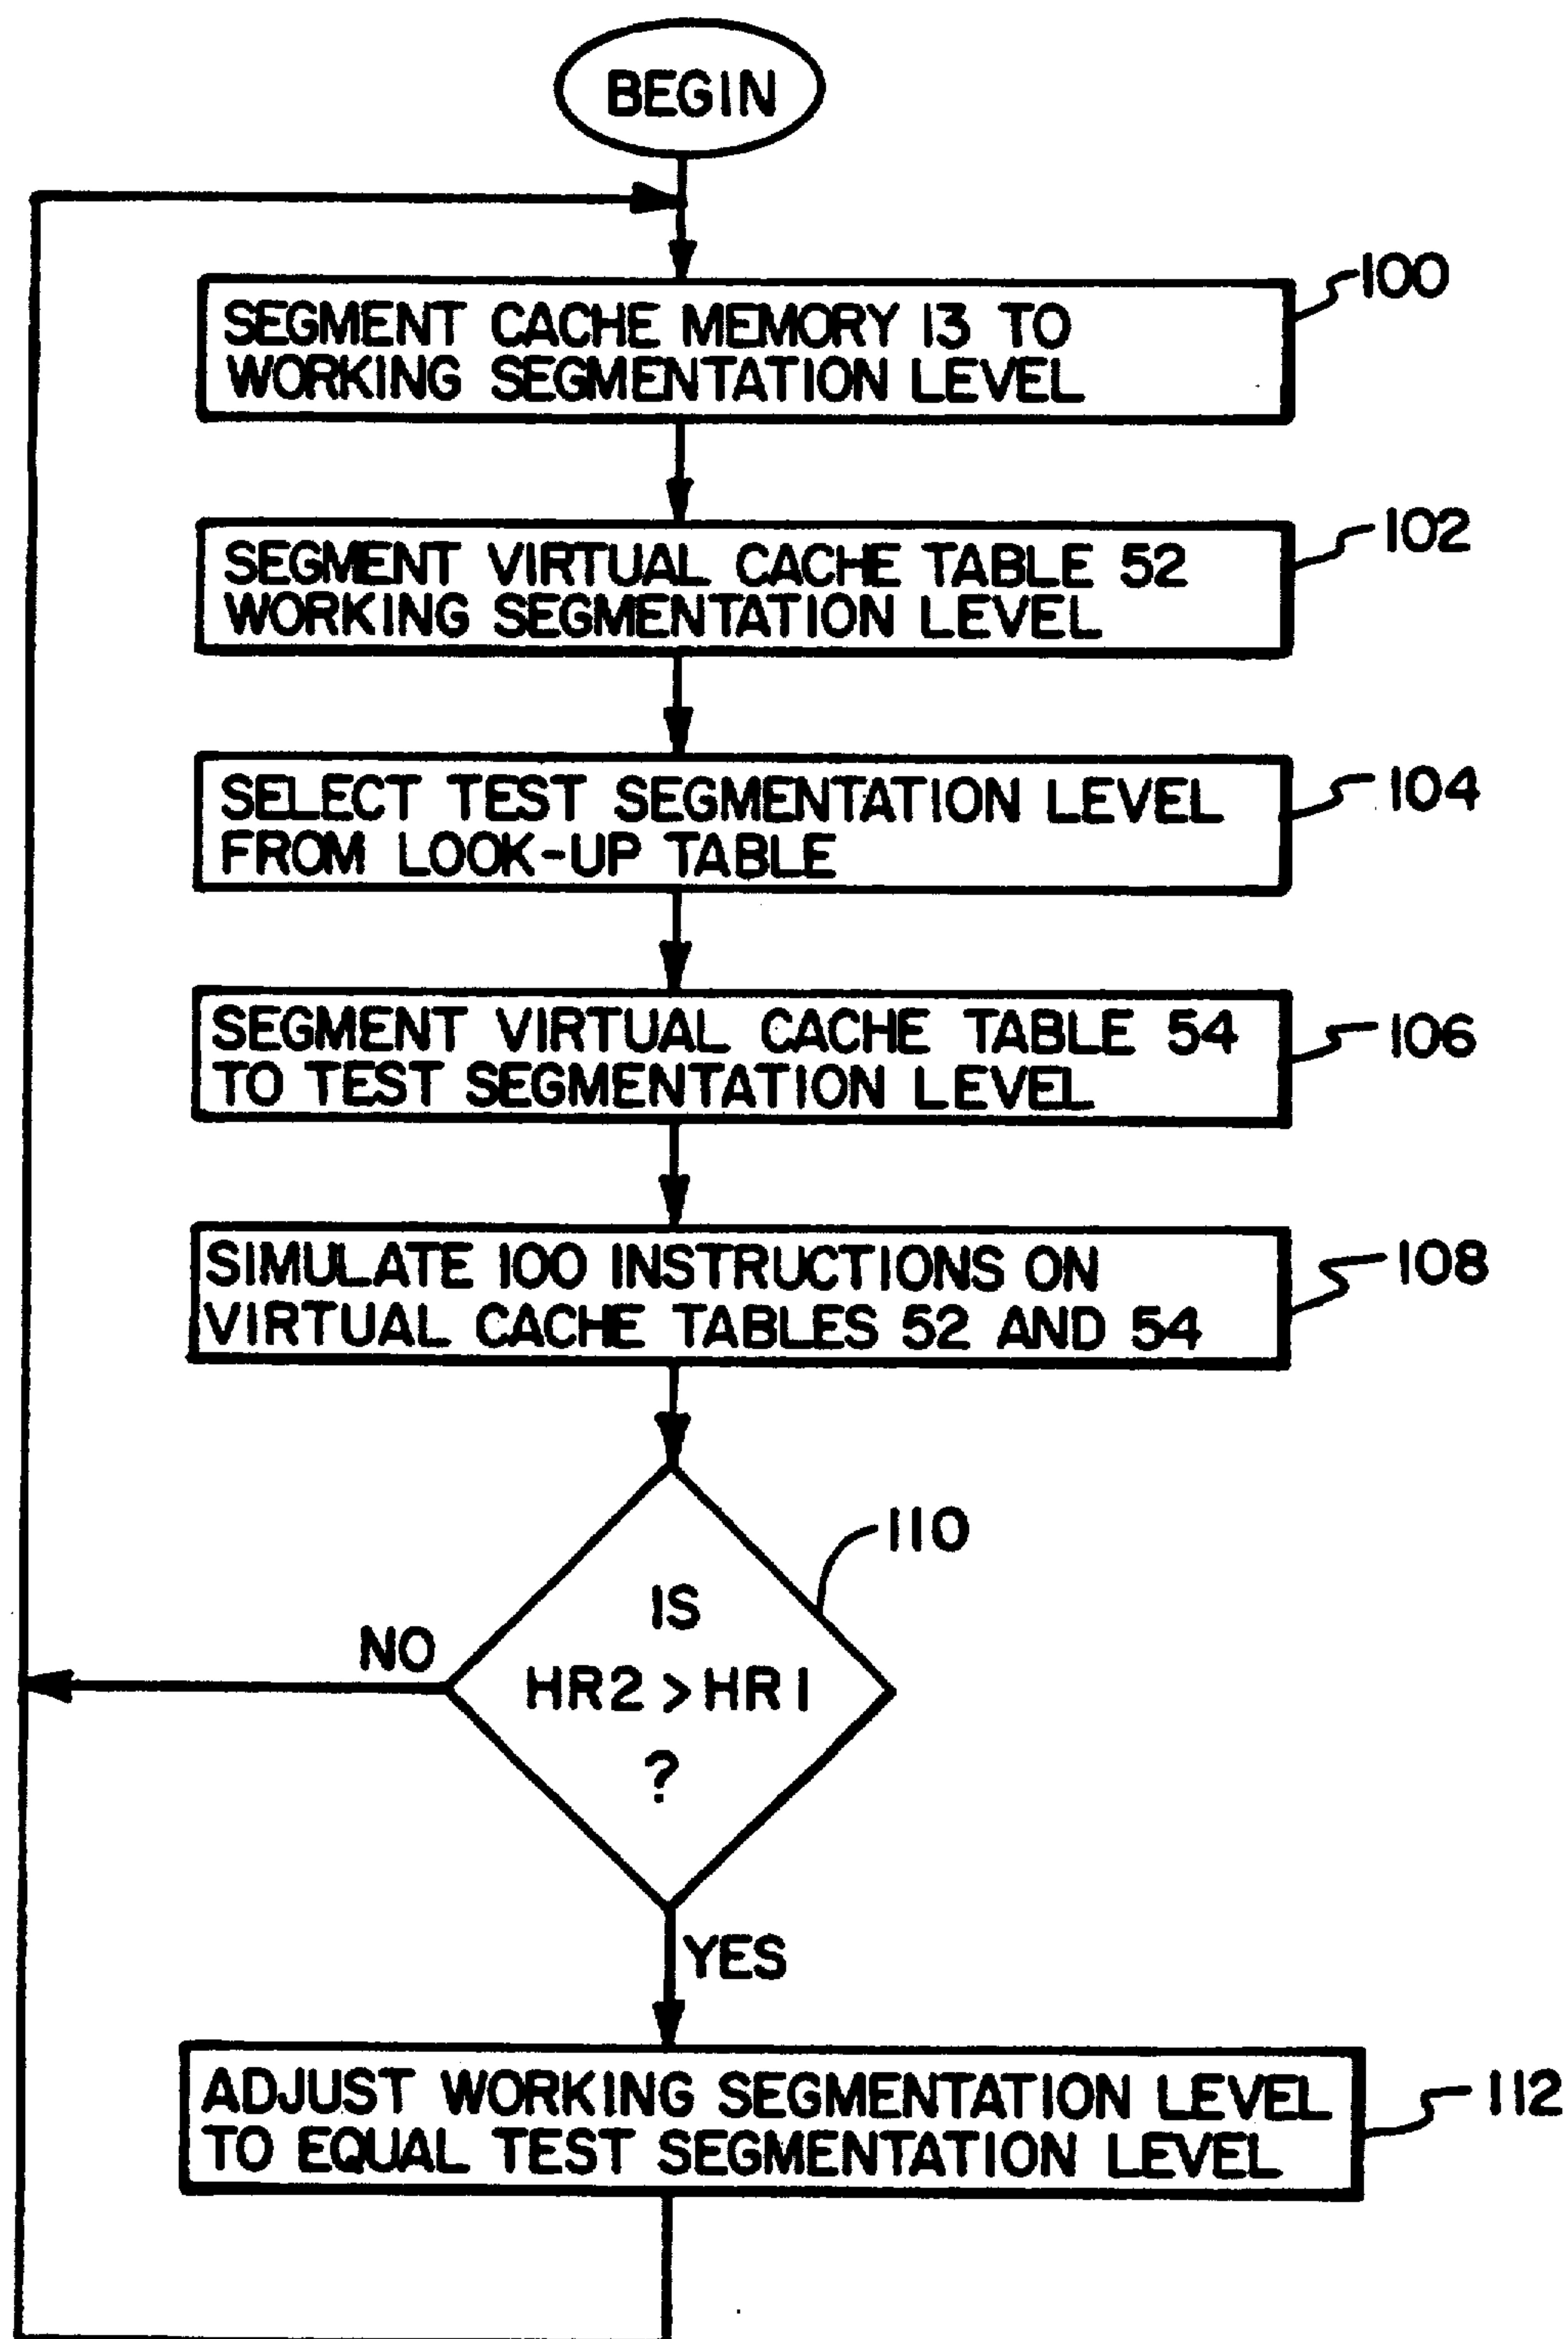 BEGIN
SEGMENT CACHE MEMORY 13 TO
WORKING SEGMENTATION LEVEL
100
SEGMENT VIRTUAL CACHE TABLE 52
WORKING SEGMENTATION LEVEL
102
SELECT TEST SEGMENTATION LEVEL
FROM LOOK-UP TABLE
104
SEGMENT VIRTUAL CACHE TABLE 54
TO TEST SEGMENTATION LEVEL
106
SIMULATE 100 INSTRUCTIONS ON
VIRTUAL CACHE TABLES 52 AND 54
108
110
IS
HR2 > HR1
?
NO
YES
ADJUST WORKING SEGMENTATION LEVEL
TO EQUAL TEST SEGMENTATION LEVEL
112